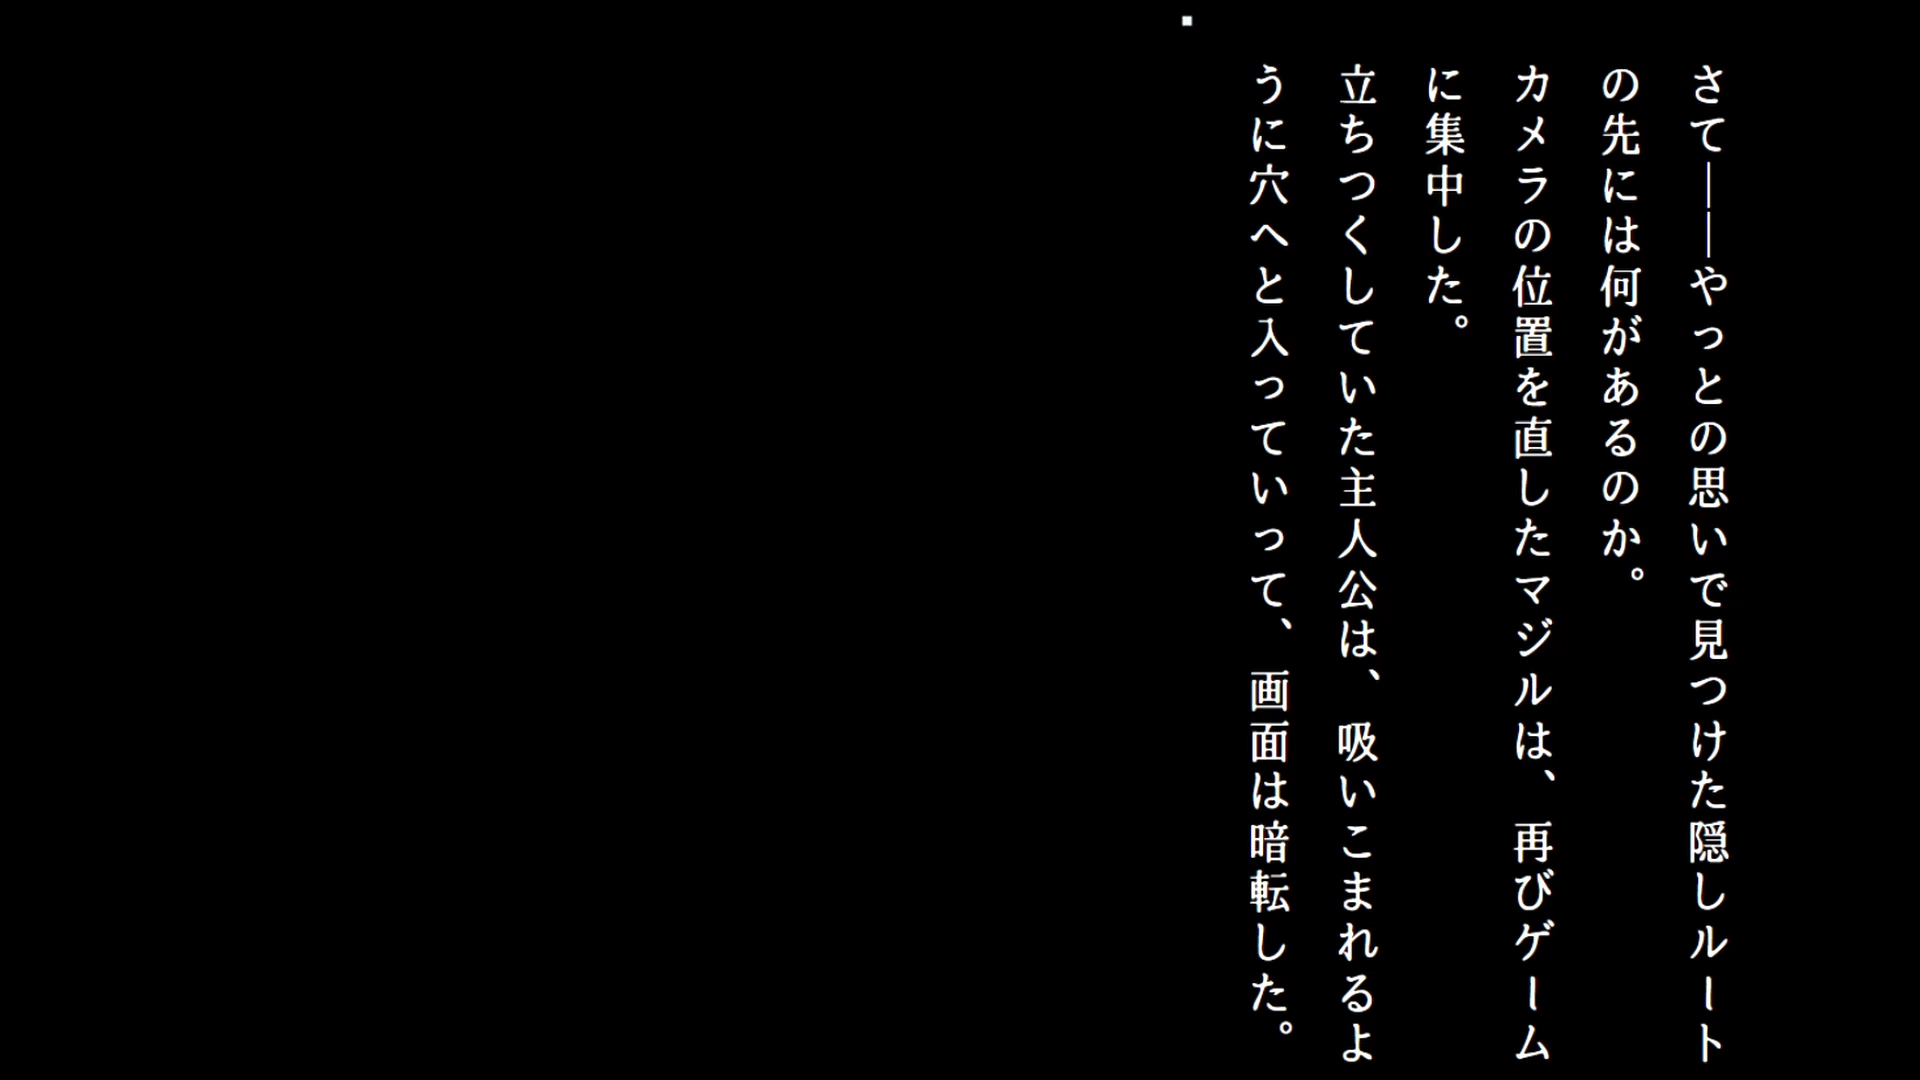 さて――やっとの思いで見つけた隠しルート
の先には何があるのか。
カメラの位置を直したマジルは、再びゲーム
に集中した。
立ちつくしていた主人公は、吸いこまれるよ
うに穴へと入っていって、画面は暗転した。